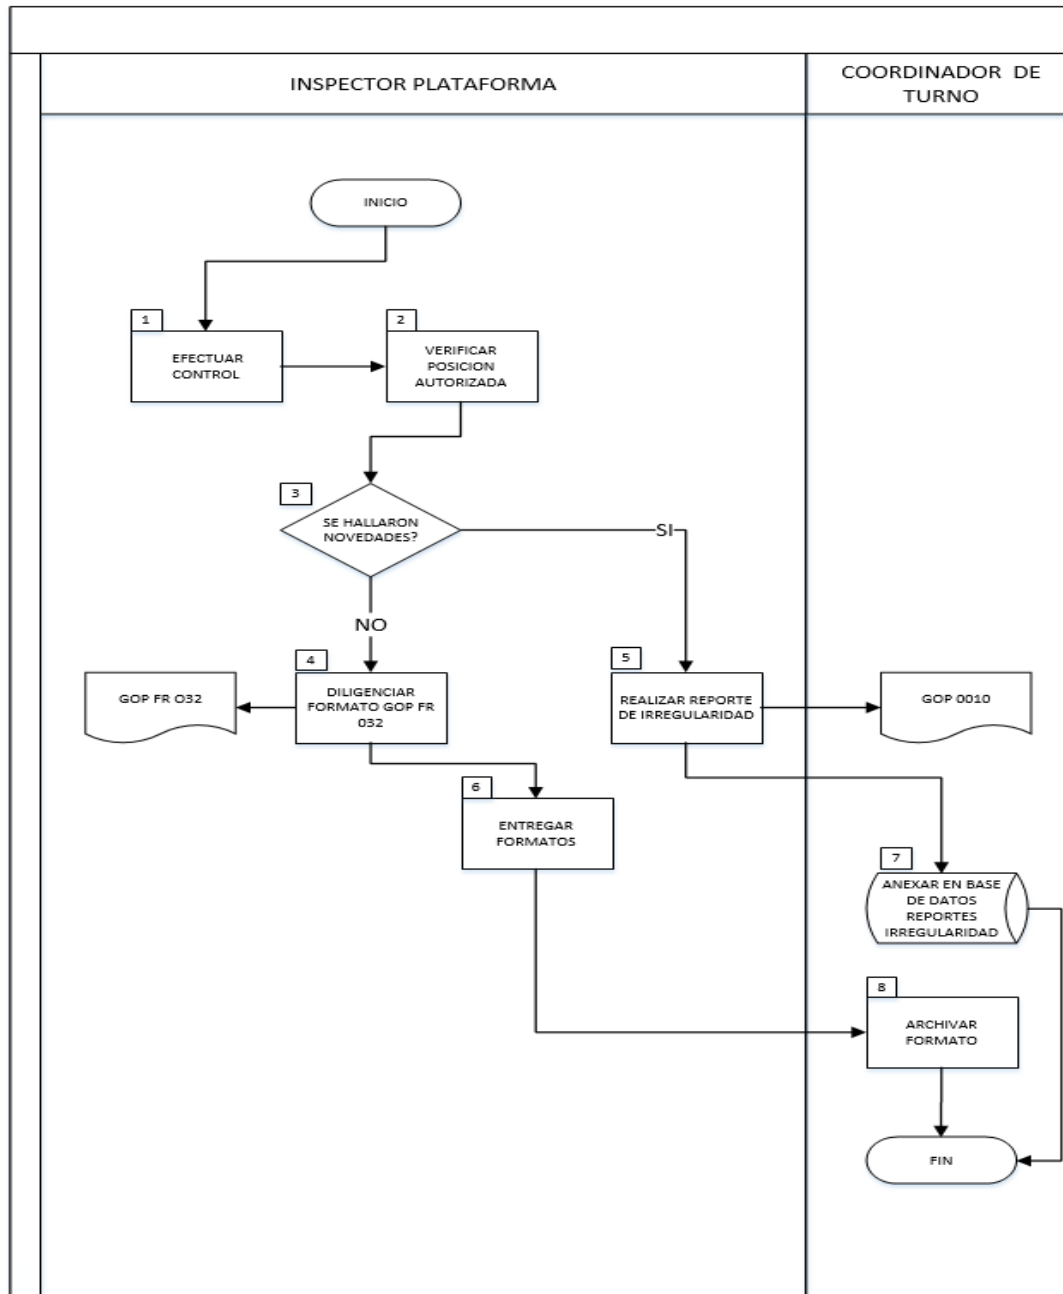 INSPECTOR PLATAFORMA
COORDINADOR DE
TURNO
INICIO
1
EFECTUAR
CONTROL
2
VERIFICAR
POSICION
AUTORIZADA
3
SE HALLARON
NOVEDADES?
SI
NO
GOP FR O32
4
DILIGENCIAR
FORMATO GOP FR
032
5
REALIZAR REPORTE
DE IRREGULARIDAD
GOP 0010
6
ENTREGAR
FORMATOS
7
ANEXAR EN BASE
DE DATOS
REPORTES
IRREGULARIDAD
8
ARCHIVAR
FORMATO
FIN